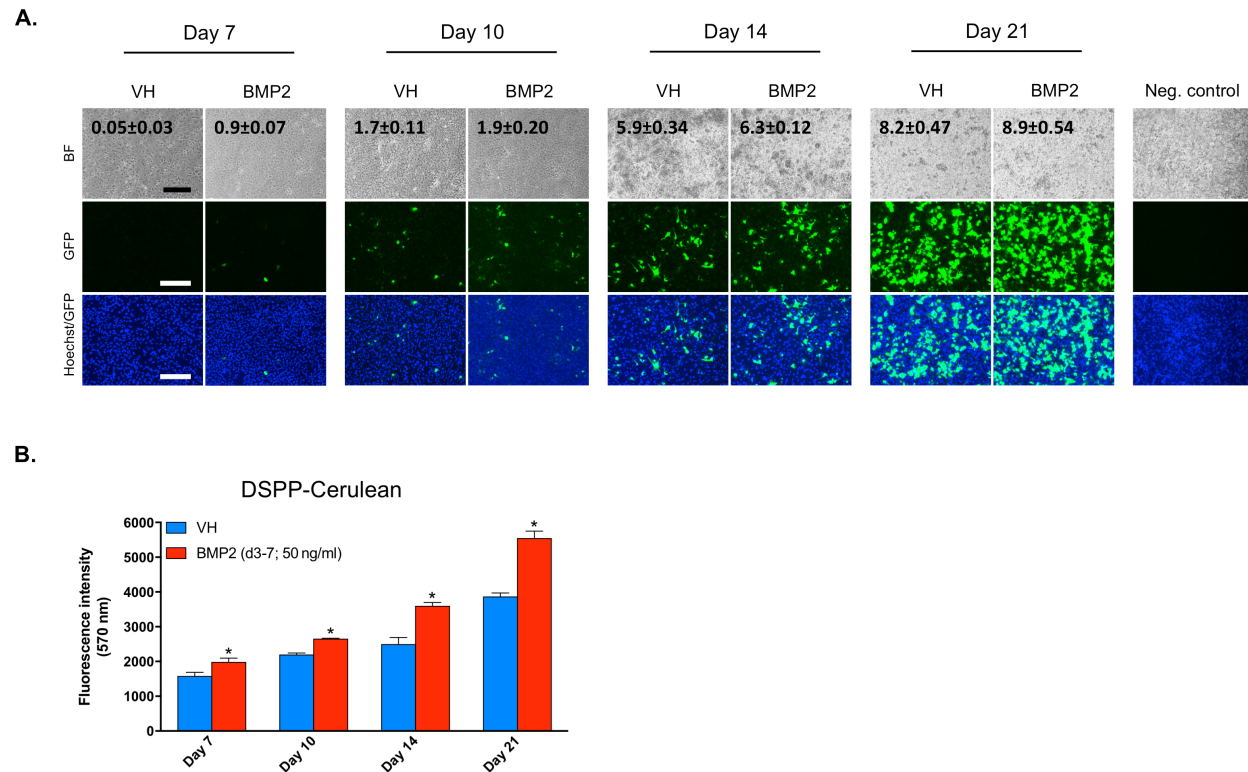 A.
Day 7 Day 10 Day 14 Day 21
VH BMP2 VH BMP2 VH BMP2 VH BMP2 Neg. control
BF 0.05±0.03 0.9±0.07 1.7±0.11 1.9±0.20 5.9±0.34 6.3±0.12 8.2±0.47 8.9±0.54
GFP
Hoechst/GFP
B.
DSPP-Cerulean
VH
BMP2 (d3-7; 50 ng/ml)
Fluorescence intensity
(570 nm)
6000
5000
4000
3000
2000
1000
0
* * * *
Day 7 Day 10 Day 14 Day 21